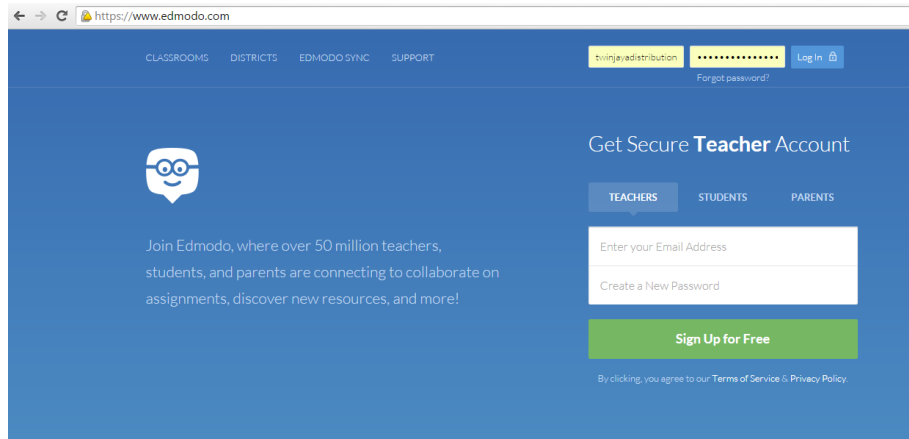 https://www.edmodo.com
CLASSROOMS DISTRICTS EDMODO SYNC SUPPORT
twinjayadistribution ••••••••••••••• Log In
Forgot password?
Get Secure Teacher Account
TEACHERS STUDENTS PARENTS
Enter your Email Address
Create a New Password
Sign Up for Free
By clicking, you agree to our Terms of Service & Privacy Policy.
Join Edmodo, where over 50 million teachers,
students, and parents are connecting to collaborate on
assignments, discover new resources, and more!